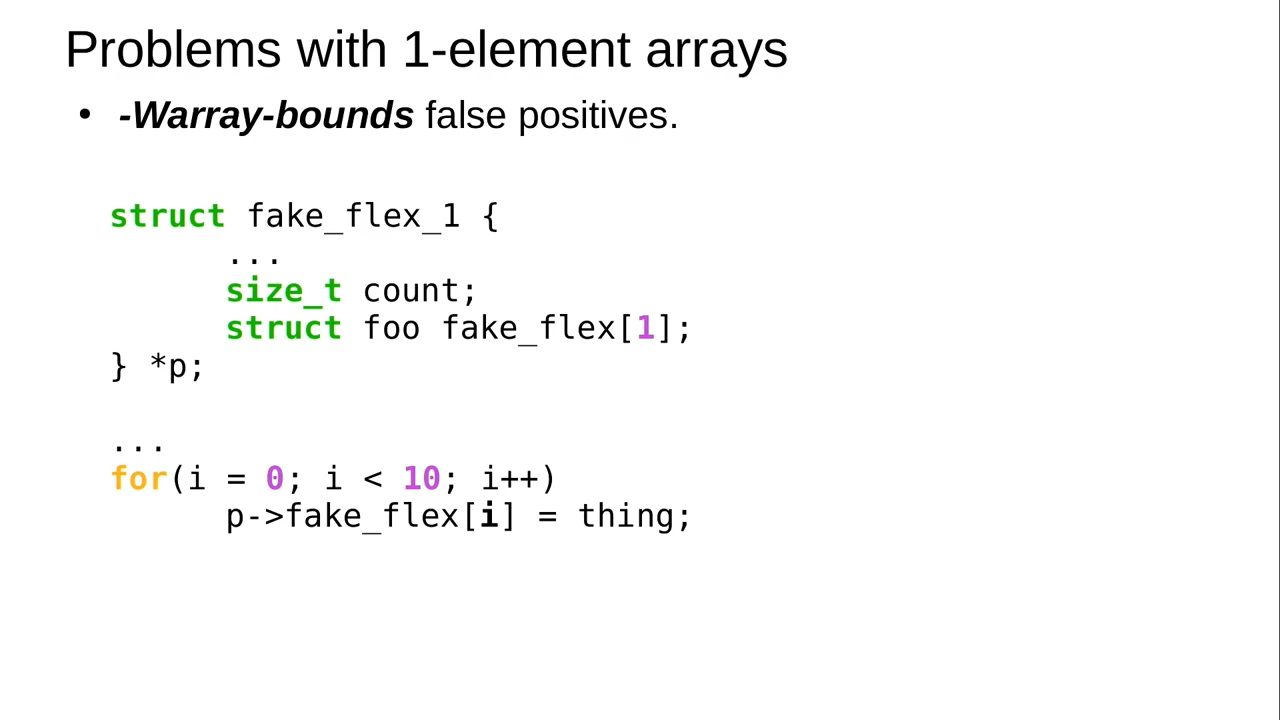 Problems with 1-element arrays
• -Warray-bounds false positives.
struct fake_flex_1 {
...
size_t count;
struct foo fake_flex[1];
} *p;
...
for(i = 0; i < 10; i++)
p->fake_flex[i] = thing;